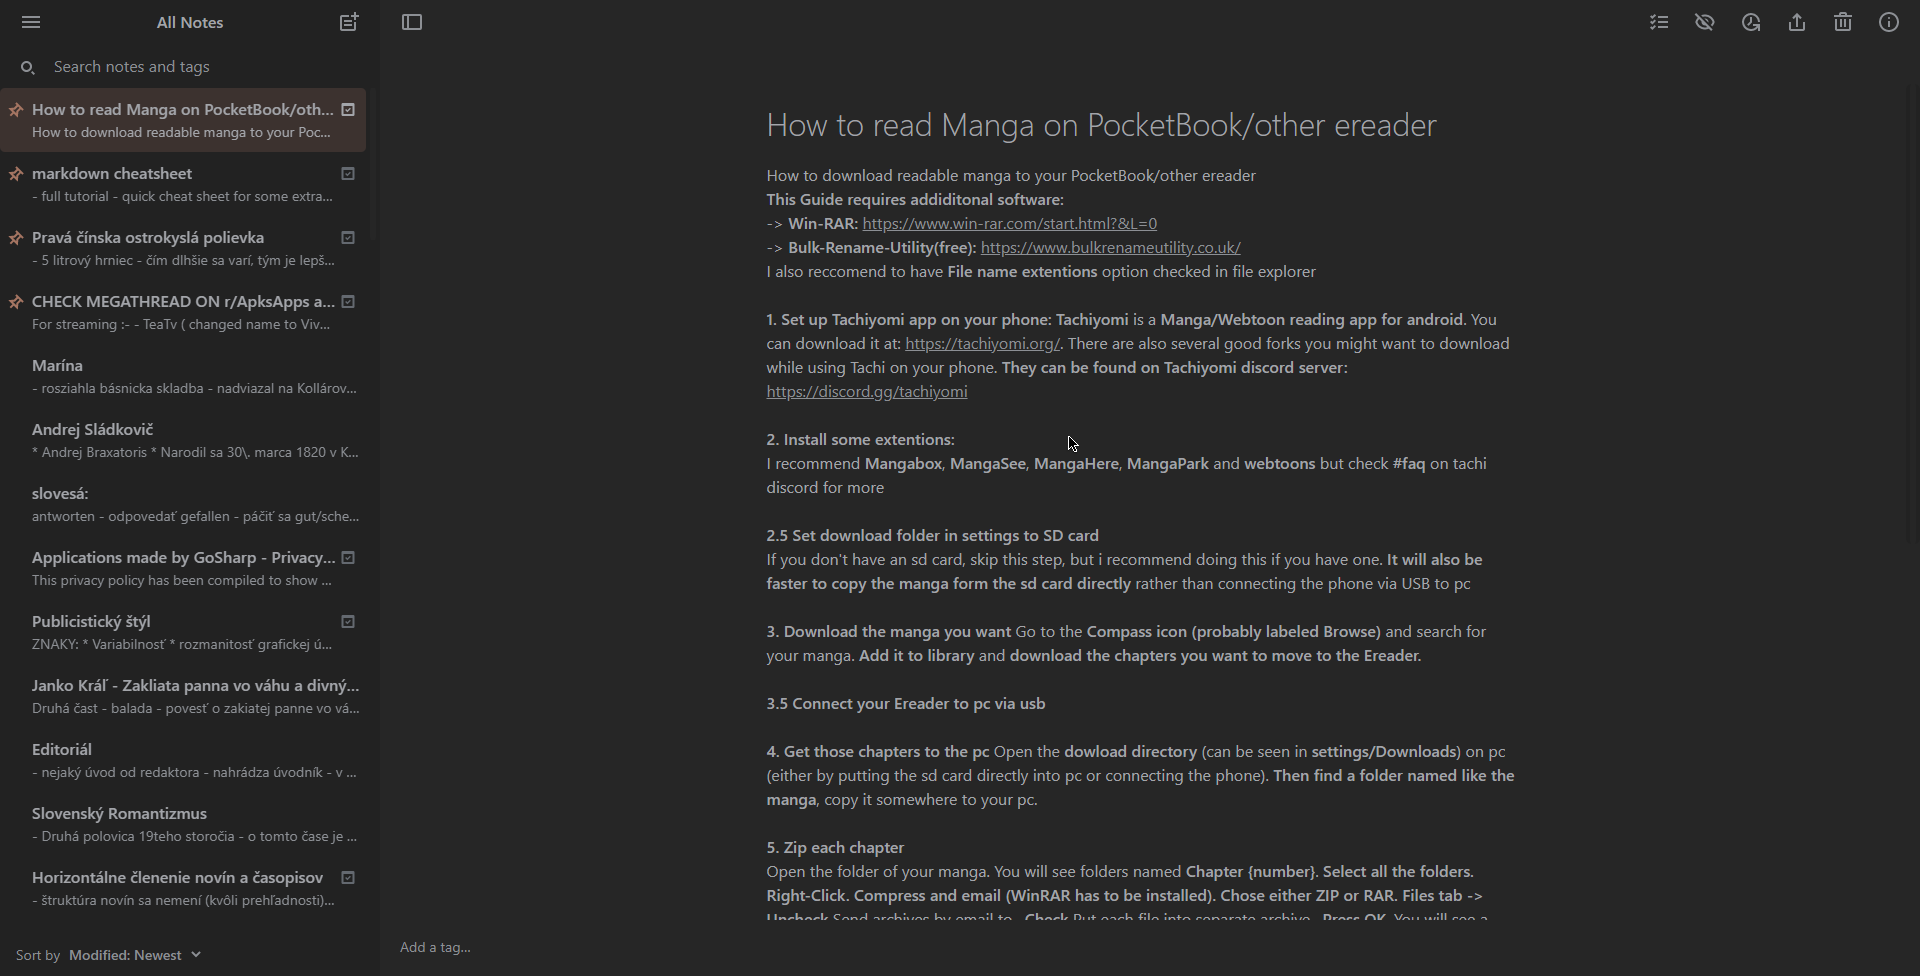 All Notes
Search notes and tags
How to read Manga on PocketBook/oth...
How to download readable manga to your Poc...
markdown cheatsheet
- full tutorial - quick cheat sheet for some extra...
Pravá čínska ostrokyslá polievka
- 5 litrový hrniec - čím dlhšie sa varí, tým je lepš...
CHECK MEGATHREAD ON r/ApksApps a...
For streaming :- - TeaTv ( changed name to Viv...
Marína
- rosziahla básnicka skladba - nadviazal na Kollárov...
Andrej Sládkovič
* Andrej Braxatoris * Narodil sa 30\. marca 1820 v K...
slovesá:
antworten - odpovedať gefallen - páčiť sa gut/sche...
Applications made by GoSharp - Privacy...
This privacy policy has been compiled to show ...
Publicistický štýl
ZNAKY: * Variabilnosť * rozmanitosť grafickej ú...
Janko Kráľ - Zakliata panna vo váhu a divný...
Druhá čast - balada - povesť o zakiatej panne vo vá...
Editoriál
- nejaký úvod od redaktora - nahrádza úvodník - v ...
Slovenský Romantizmus
- Druhá polovica 19teho storočia - o tomto čase je ...
Horizontálne členenie novín a časopisov
- štruktúra novín sa nemení (kvôli prehľadnosti)...
Sort by Modified: Newest
How to read Manga on PocketBook/other ereader
How to download readable manga to your PocketBook/other ereader
This Guide requires addiditonal software:
-> Win-RAR: https://www.win-rar.com/start.html?&L=0
-> Bulk-Rename-Utility(free): https://www.bulkrenameutility.co.uk/
I also reccomend to have File name extentions option checked in file explorer
1. Set up Tachiyomi app on your phone: Tachiyomi is a Manga/Webtoon reading app for android. You
can download it at: https://tachiyomi.org/. There are also several good forks you might want to download
while using Tachi on your phone. They can be found on Tachiyomi discord server:
https://discord.gg/tachiyomi
2. Install some extentions:
I recommend Mangabox, MangaSee, MangaHere, MangaPark and webtoons but check #faq on tachi
discord for more
2.5 Set download folder in settings to SD card
If you don't have an sd card, skip this step, but i recommend doing this if you have one. It will also be
faster to copy the manga form the sd card directly rather than connecting the phone via USB to pc
3. Download the manga you want Go to the Compass icon (probably labeled Browse) and search for
your manga. Add it to library and download the chapters you want to move to the Ereader.
3.5 Connect your Ereader to pc via usb
4. Get those chapters to the pc Open the dowload directory (can be seen in settings/Downloads) on pc
(either by putting the sd card directly into pc or connecting the phone). Then find a folder named like the
manga, copy it somewhere to your pc.
5. Zip each chapter
Open the folder of your manga. You will see folders named Chapter {number}. Select all the folders.
Right-Click. Compress and email (WinRAR has to be installed). Chose either ZIP or RAR. Files tab ->
Uncheck Send archives by email to , Check Put each file into separate archive , Press OK. You will see a
Add a tag...